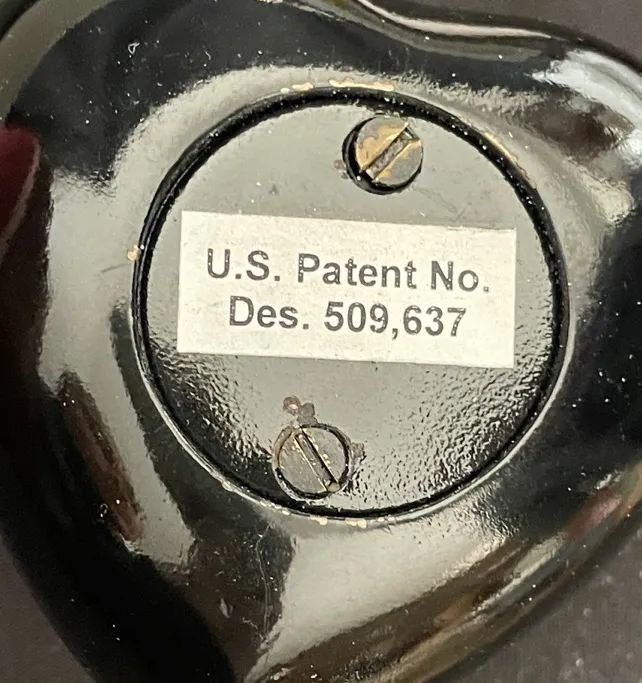 U.S. Patent No.
Des. 509,637